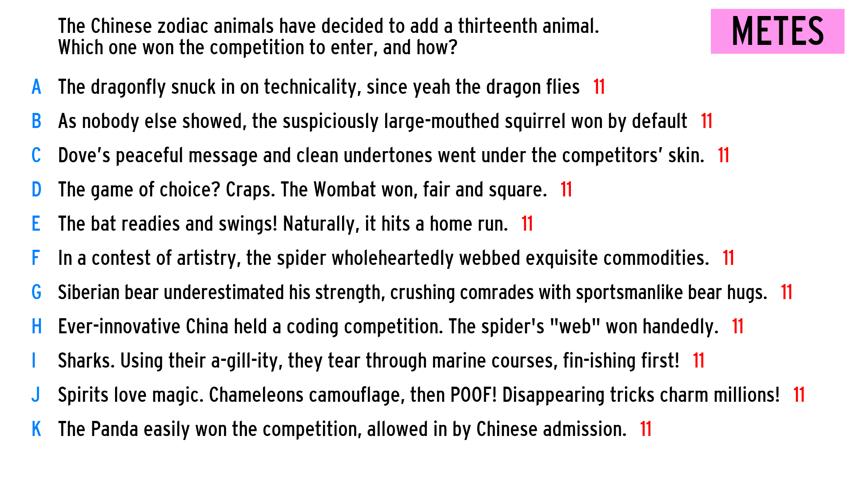 The Chinese zodiac animals have decided to add a thirteenth animal.
Which one won the competition to enter, and how?
METES
A The dragonfly snuck in on technicality, since yeah the dragon flies 11
B As nobody else showed, the suspiciously large-mouthed squirrel won by default 11
C Dove's peaceful message and clean undertones went under the competitors' skin. 11
D The game of choice? Craps. The Wombat won, fair and square. 11
E The bat readies and swings! Naturally, it hits a home run. 11
F In a contest of artistry, the spider wholeheartedly webbed exquisite commodities. 11
G Siberian bear underestimated his strength, crushing comrades with sportsmanlike bear hugs. 11
H Ever-innovative China held a coding competition. The spider's "web" won handedly. 11
I Sharks. Using their a-gill-ity, they tear through marine courses, fin-ishing first! 11
J Spirits love magic. Chameleons camouflage, then POOF! Disappearing tricks charm millions! 11
K The Panda easily won the competition, allowed in by Chinese admission. 11